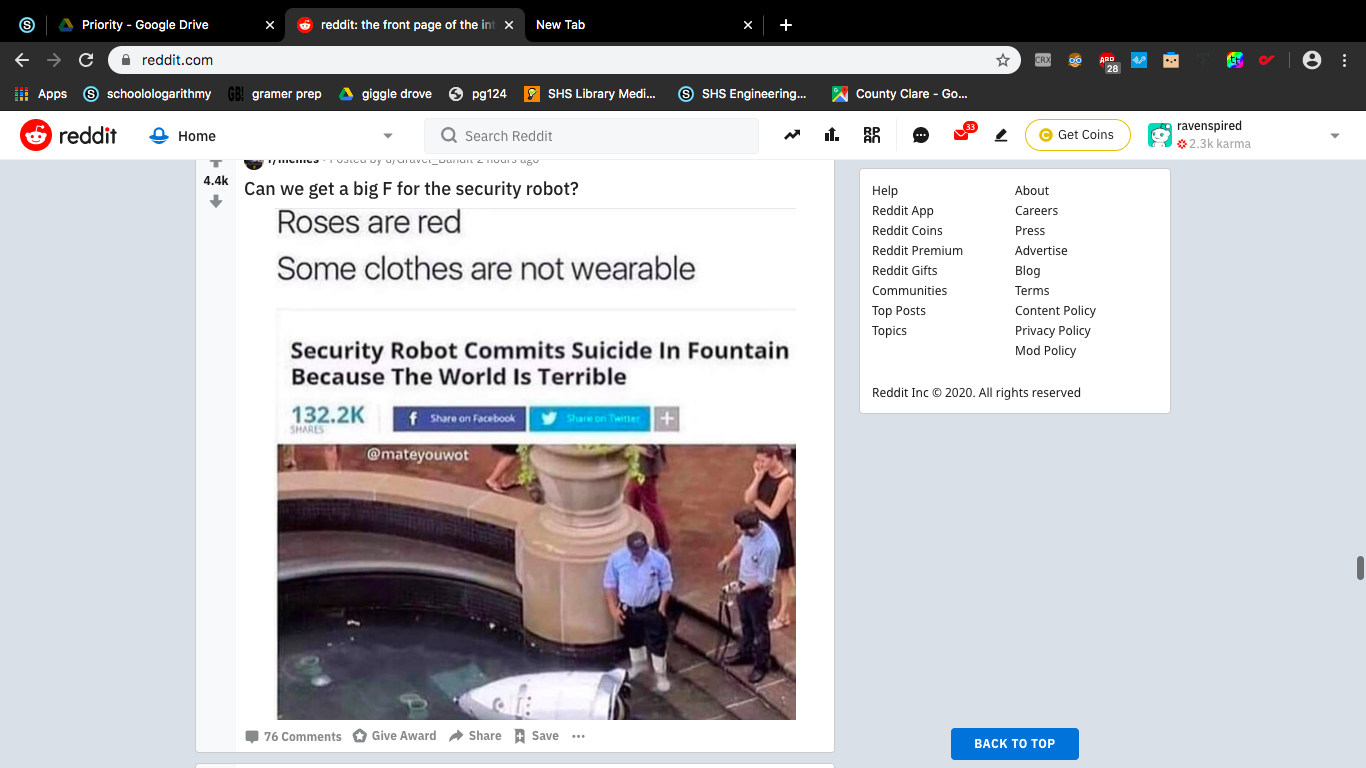 Priority - Google Drive
reddit: the front page of the int
New Tab
reddit.com
CRX
ABP
28
Apps
schoolologarithmy
GB!
gramer prep
giggle drove
pg124
SHS Library Medi...
SHS Engineering...
County Clare - Go...
reddit
Home
Search Reddit
33
Get Coins
ravenspired
2.3k karma
r/memes · Posted by u/Gravel_Bandit 2 hours ago
4.4k
Can we get a big F for the security robot?
Roses are red
Some clothes are not wearable
Security Robot Commits Suicide In Fountain
Because The World Is Terrible
132.2K
SHARES
Share on Facebook
Share on Twitter
@mateyouwot
76 Comments
Give Award
Share
Save
Help
Reddit App
Reddit Coins
Reddit Premium
Reddit Gifts
Communities
Top Posts
Topics
About
Careers
Press
Advertise
Blog
Terms
Content Policy
Privacy Policy
Mod Policy
Reddit Inc © 2020. All rights reserved
BACK TO TOP